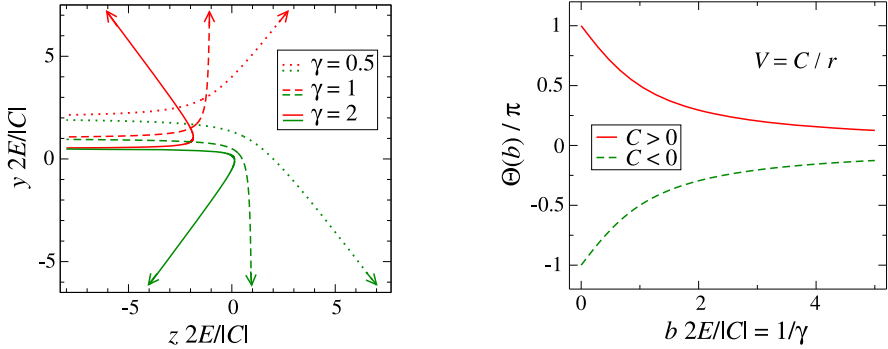 5
0
-5
y 2E/|C|
γ = 0.5
γ = 1
γ = 2
-5
0
5
z 2E/|C|
1
0.5
0
-0.5
-1
Θ(b) / π
V = C / r
C > 0
C < 0
0
2
4
b 2E/|C| = 1/γ